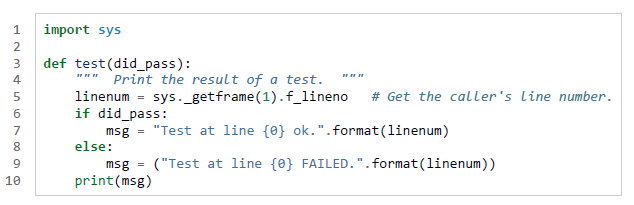 1 import sys
2
3 def test(did_pass):
4     """  Print the result of a test.  """
5     linenum = sys._getframe(1).f_lineno   # Get the caller's line number.
6     if did_pass:
7         msg = "Test at line {0} ok.".format(linenum)
8     else:
9         msg = ("Test at line {0} FAILED.".format(linenum))
10     print(msg)